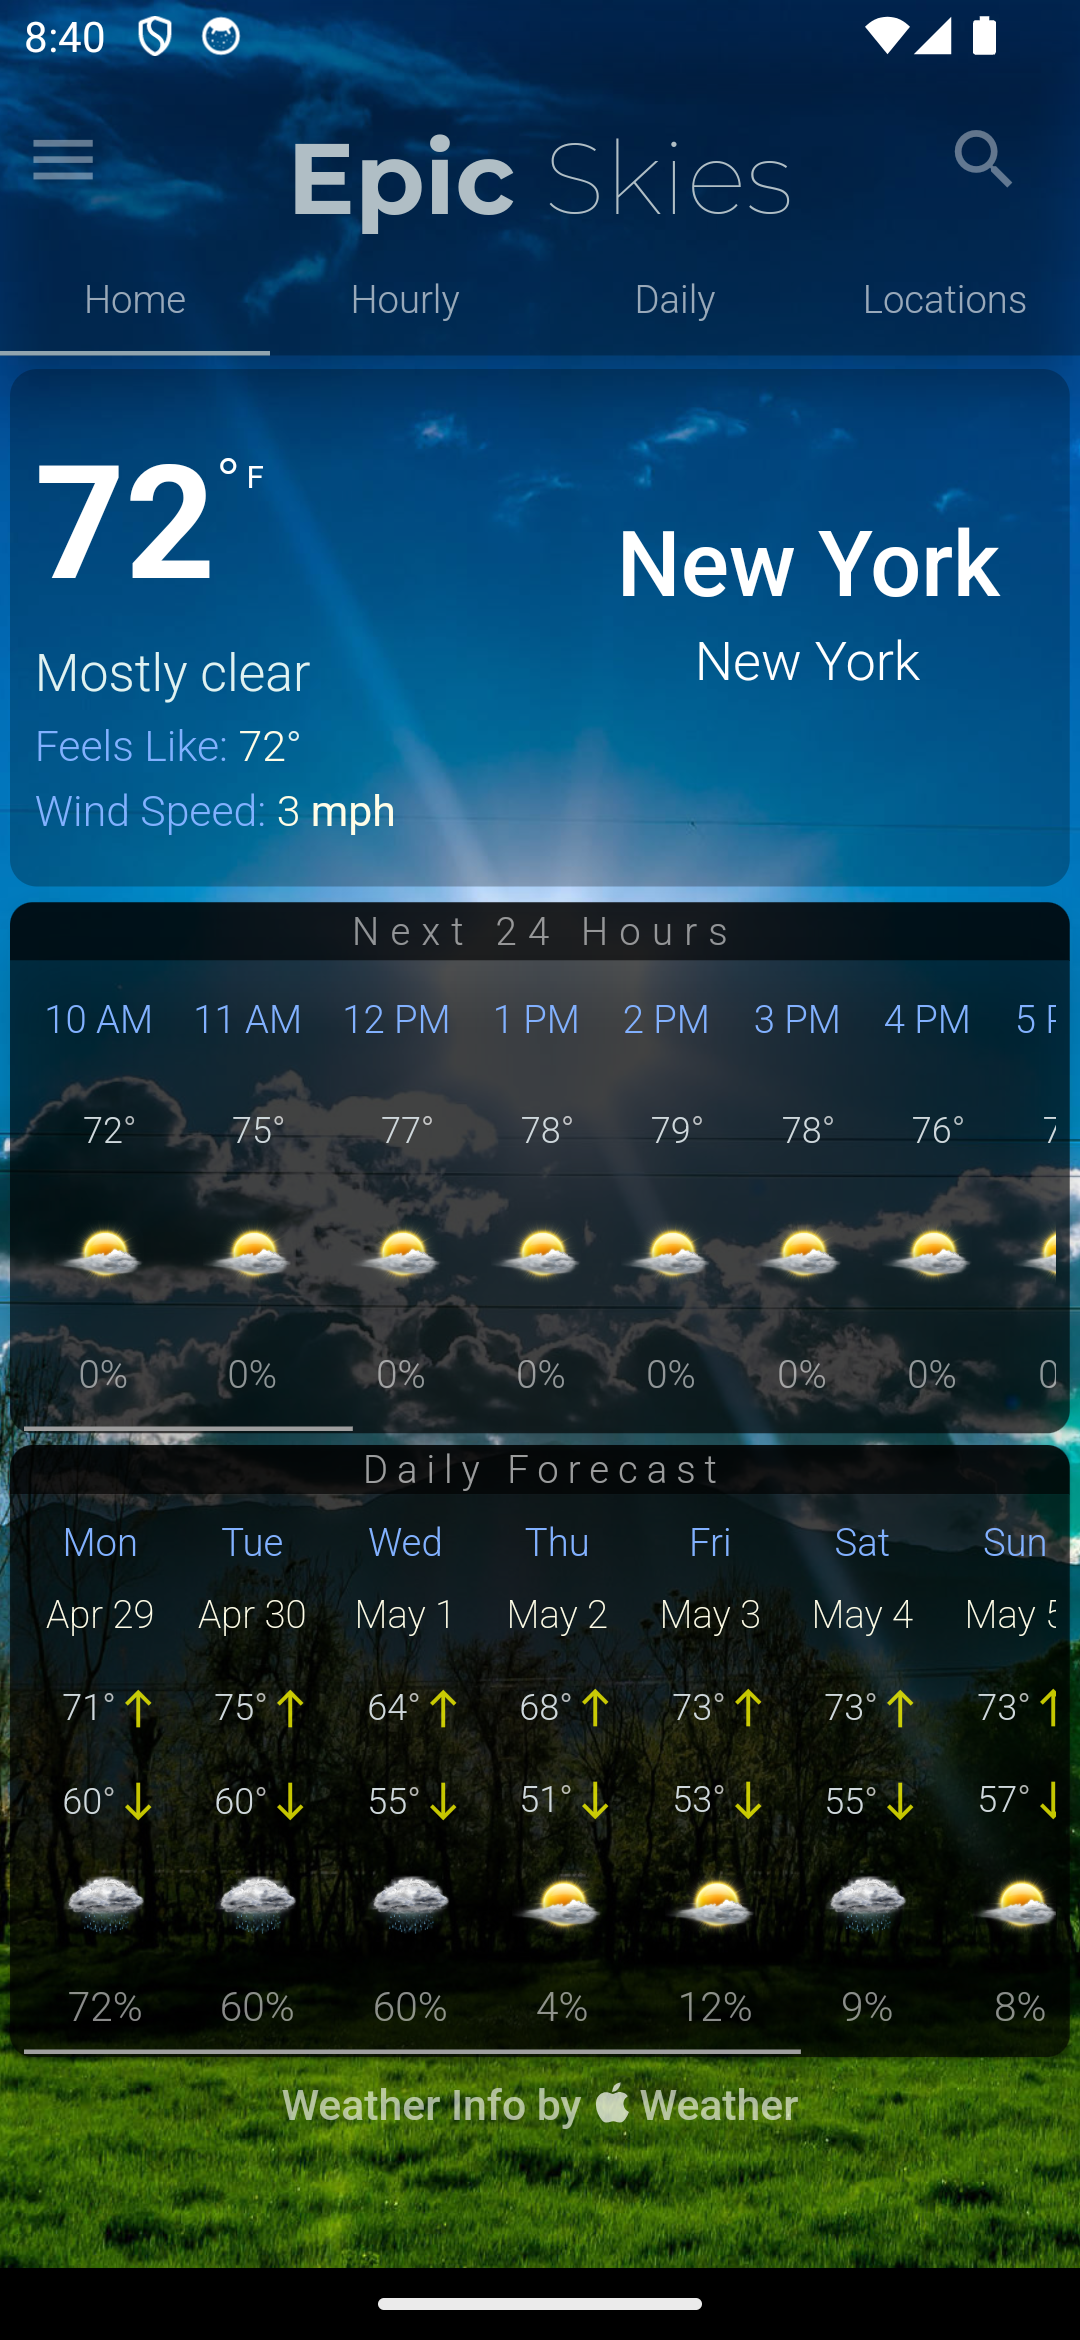 8:40
Epic Skies
Home Hourly Daily Locations
72°F
New York
New York
Mostly clear
Feels Like: 72°
Wind Speed: 3 mph
Next 24 Hours
10 AM 11 AM 12 PM 1 PM 2 PM 3 PM 4 PM 5
72° 75° 77° 78° 79° 78° 76° 7
0% 0% 0% 0% 0% 0% 0% 0
Daily Forecast
Mon Tue Wed Thu Fri Sat Sun
Apr 29 Apr 30 May 1 May 2 May 3 May 4 May 5
71° 75° 64° 68° 73° 73° 73°
60° 60° 55° 51° 53° 55° 57°
72% 60% 60% 4% 12% 9% 8%
Weather Info by Weather